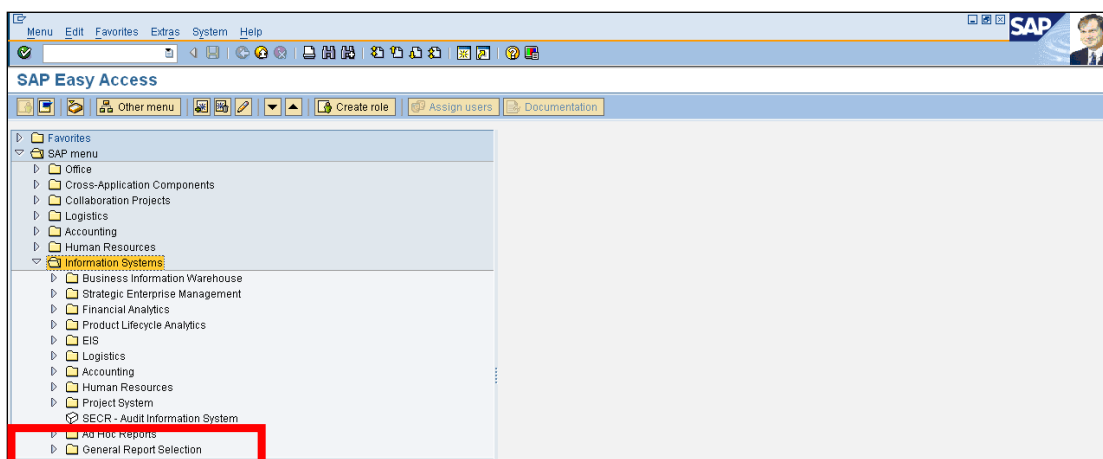 Menu Edit Favorites Extras System Help
SAP
SAP Easy Access
Other menu Create role Assign users Documentation
Favorites
SAP menu
Office
Cross-Application Components
Collaboration Projects
Logistics
Accounting
Human Resources
Information Systems
Business Information Warehouse
Strategic Enterprise Management
Financial Analytics
Product Lifecycle Analytics
EIS
Logistics
Accounting
Human Resources
Project System
SECR - Audit Information System
Ad Hoc Reports
General Report Selection